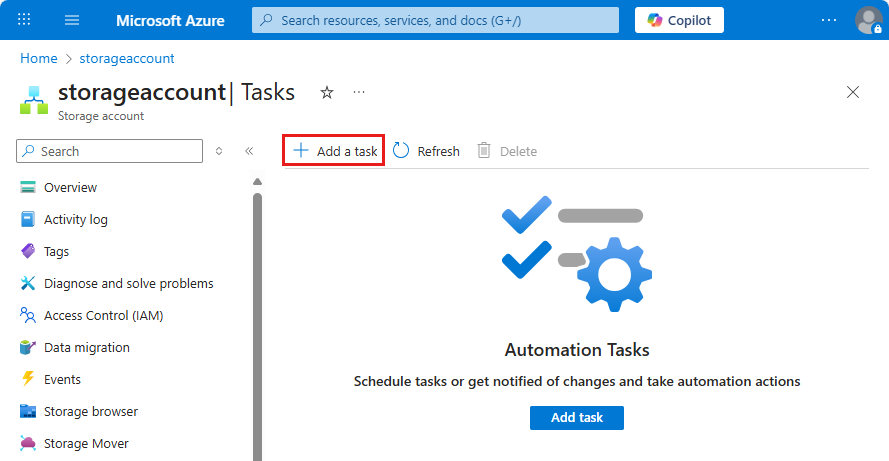 Microsoft Azure
Search resources, services, and docs (G+/)
Copilot
Home > storageaccount
storageaccount | Tasks
Storage account
Search
Add a task
Refresh
Delete
Overview
Activity log
Tags
Diagnose and solve problems
Access Control (IAM)
Data migration
Events
Storage browser
Storage Mover
Automation Tasks
Schedule tasks or get notified of changes and take automation actions
Add task